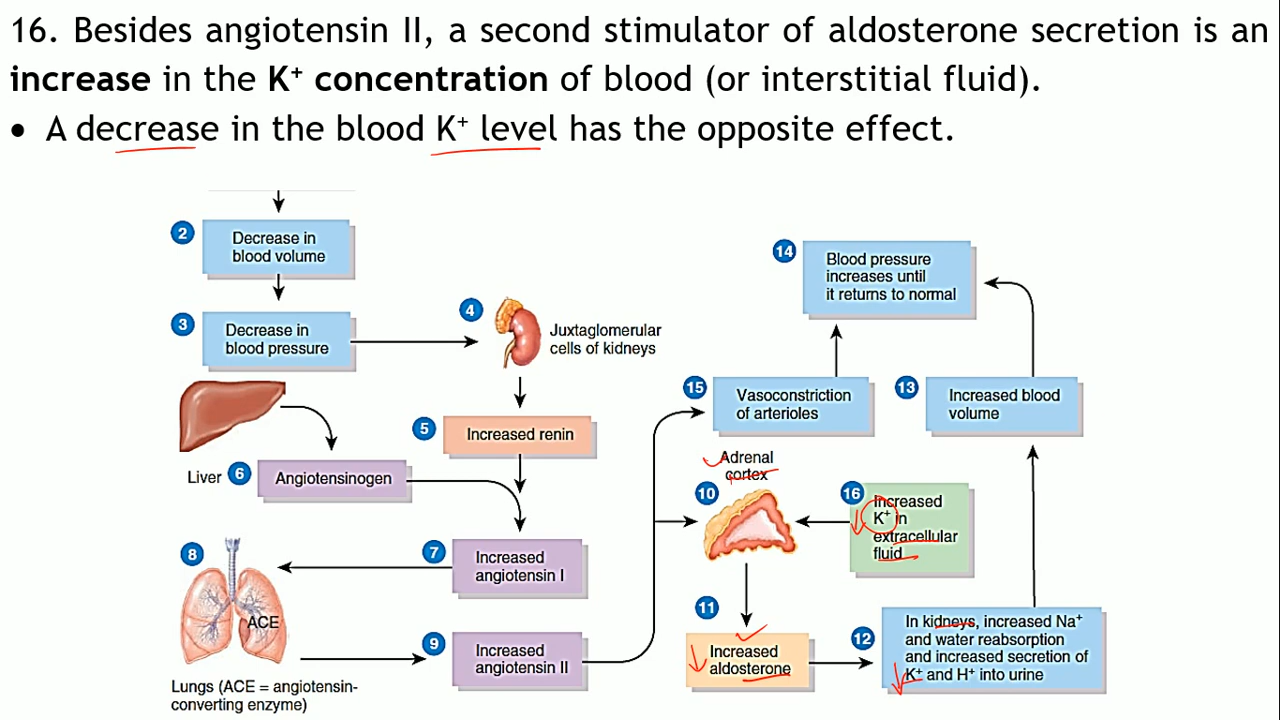 16. Besides angiotensin II, a second stimulator of aldosterone secretion is an
increase in the K⁺ concentration of blood (or interstitial fluid).
• A decrease in the blood K⁺ level has the opposite effect.
2
Decrease in
blood volume
3
Decrease in
blood pressure
4
Juxtaglomerular
cells of kidneys
5
Increased renin
Liver
6
Angiotensinogen
7
Increased
angiotensin I
8
ACE
Lungs (ACE = angiotensin-
converting enzyme)
9
Increased
angiotensin II
Adrenal
cortex
10
11
Increased
aldosterone
12
In kidneys, increased Na⁺
and water reabsorption
and increased secretion of
K⁺ and H⁺ into urine
13
Increased blood
volume
14
Blood pressure
increases until
it returns to normal
15
Vasoconstriction
of arterioles
16
Increased
K⁺ in
extracellular
fluid